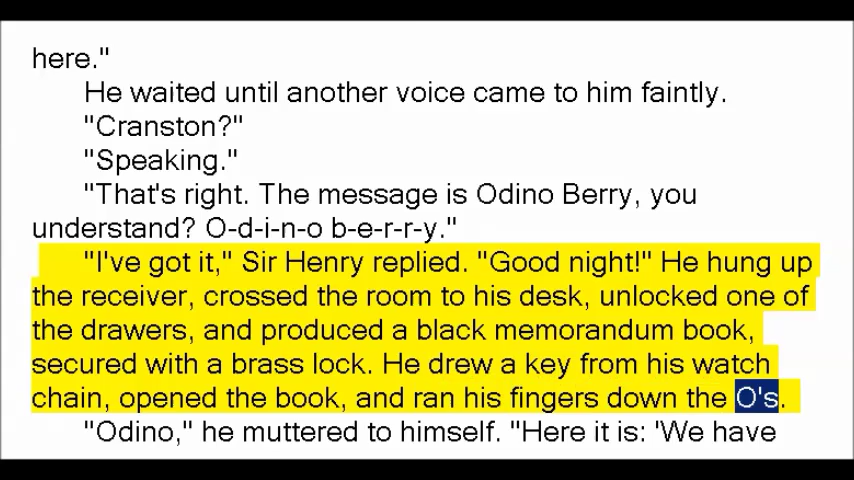 here."
He waited until another voice came to him faintly.
"Cranston?"
"Speaking."
"That's right. The message is Odino Berry, you
understand? O-d-i-n-o b-e-r-r-y."
"I've got it," Sir Henry replied. "Good night!" He hung up
the receiver, crossed the room to his desk, unlocked one of
the drawers, and produced a black memorandum book,
secured with a brass lock. He drew a key from his watch
chain, opened the book, and ran his fingers down the O's.
"Odino," he muttered to himself. "Here it is: 'We have